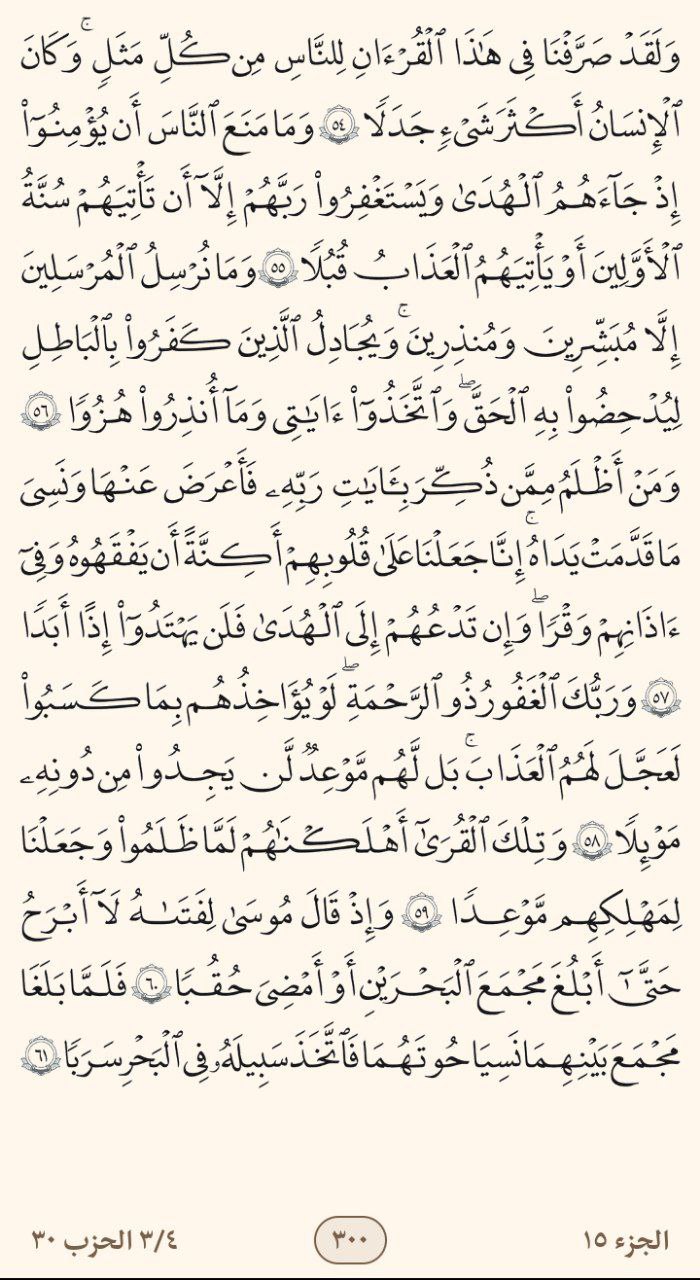 وَلَقَدۡ صَرَّفۡنَا فِي هَٰذَا ٱلۡقُرۡءَانِ لِلنَّاسِ مِن كُلِّ مَثَلٖۚ وَكَانَ
ٱلۡإِنسَٰنُ أَكۡثَرَ شَيۡءٖ جَدَلٗا ٥٤ وَمَا مَنَعَ ٱلنَّاسَ أَن يُؤۡمِنُوٓاْ
إِذۡ جَآءَهُمُ ٱلۡهُدَىٰ وَيَسۡتَغۡفِرُواْ رَبَّهُمۡ إِلَّآ أَن تَأۡتِيَهُمۡ سُنَّةُ
ٱلۡأَوَّلِينَ أَوۡ يَأۡتِيَهُمُ ٱلۡعَذَابُ قُبُلٗا ٥٥ وَمَا نُرۡسِلُ ٱلۡمُرۡسَلِينَ
إِلَّا مُبَشِّرِينَ وَمُنذِرِينَۚ وَيُجَٰدِلُ ٱلَّذِينَ كَفَرُواْ بِٱلۡبَٰطِلِ
لِيُدۡحِضُواْ بِهِ ٱلۡحَقَّۖ وَٱتَّخَذُوٓاْ ءَايَٰتِي وَمَآ أُنذِرُواْ هُزُوٗا ٥٦
وَمَنۡ أَظۡلَمُ مِمَّن ذُكِّرَ بِـَٔايَٰتِ رَبِّهِۦ فَأَعۡرَضَ عَنۡهَا وَنَسِيَ
مَا قَدَّمَتۡ يَدَاهُۚ إِنَّا جَعَلۡنَا عَلَىٰ قُلُوبِهِمۡ أَكِنَّةً أَن يَفۡقَهُوهُ وَفِيٓ
ءَاذَانِهِمۡ وَقۡرٗاۖ وَإِن تَدۡعُهُمۡ إِلَى ٱلۡهُدَىٰ فَلَن يَهۡتَدُوٓاْ إِذًا أَبَدٗا
٥٧ وَرَبُّكَ ٱلۡغَفُورُ ذُو ٱلرَّحۡمَةِۖ لَوۡ يُؤَاخِذُهُم بِمَا كَسَبُواْ
لَعَجَّلَ لَهُمُ ٱلۡعَذَابَۚ بَل لَّهُم مَّوۡعِدٞ لَّن يَجِدُواْ مِن دُونِهِۦ
مَوۡئِلٗا ٥٨ وَتِلۡكَ ٱلۡقُرَىٰٓ أَهۡلَكۡنَٰهُمۡ لَمَّا ظَلَمُواْ وَجَعَلۡنَا
لِمَهۡلِكِهِم مَّوۡعِدٗا ٥٩ وَإِذۡ قَالَ مُوسَىٰ لِفَتَىٰهُ لَآ أَبۡرَحُ
حَتَّىٰٓ أَبۡلُغَ مَجۡمَعَ ٱلۡبَحۡرَيۡنِ أَوۡ أَمۡضِيَ حُقُبٗا ٦٠ فَلَمَّا بَلَغَا
مَجۡمَعَ بَيۡنِهِمَا نَسِيَا حُوتَهُمَا فَٱتَّخَذَ سَبِيلَهُۥ فِي ٱلۡبَحۡرِ سَرَبٗا ٦١
الجزء ١٥
٣٠٠
٣/٤ الحزب ٣٠